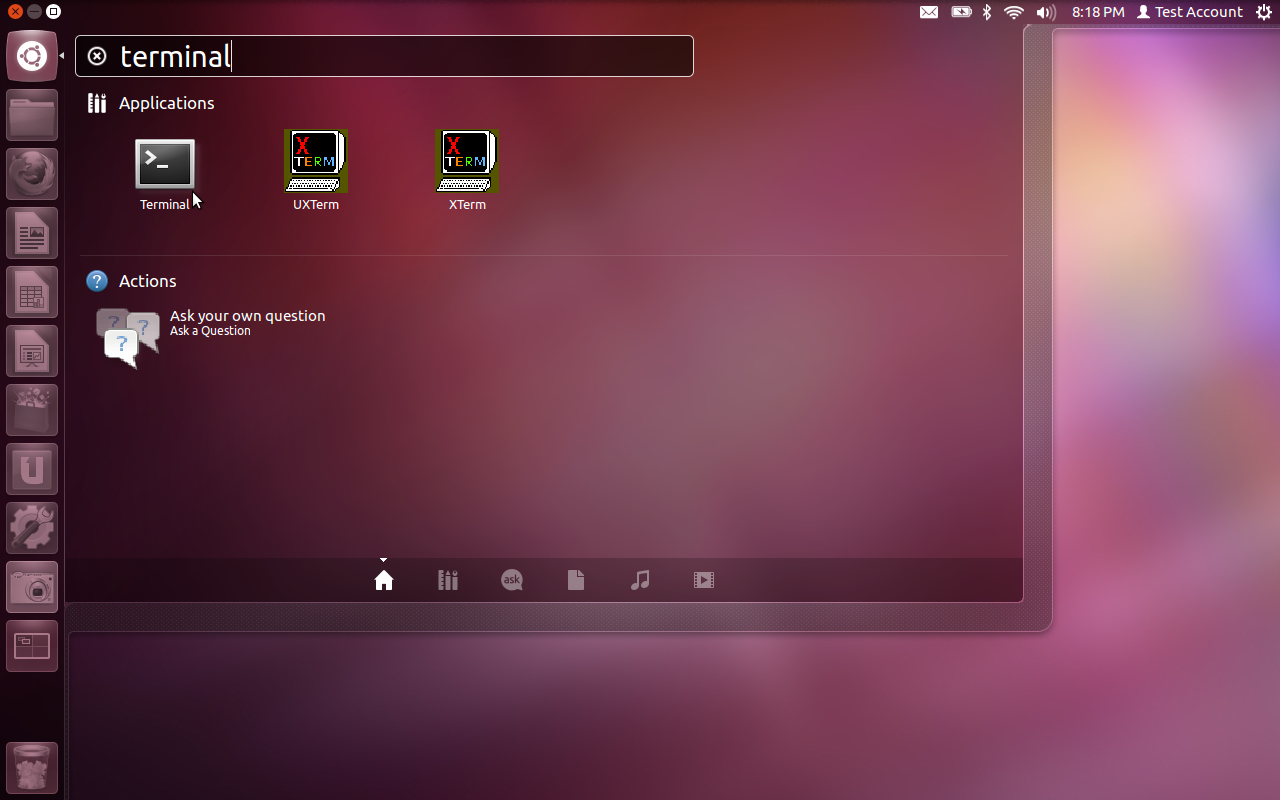 8:18 PM Test Account
terminal
Applications
X TERM X TERM
>_
Terminal UXTerm XTerm
? Actions
Ask your own question
Ask a Question
? ? ?
U
ask